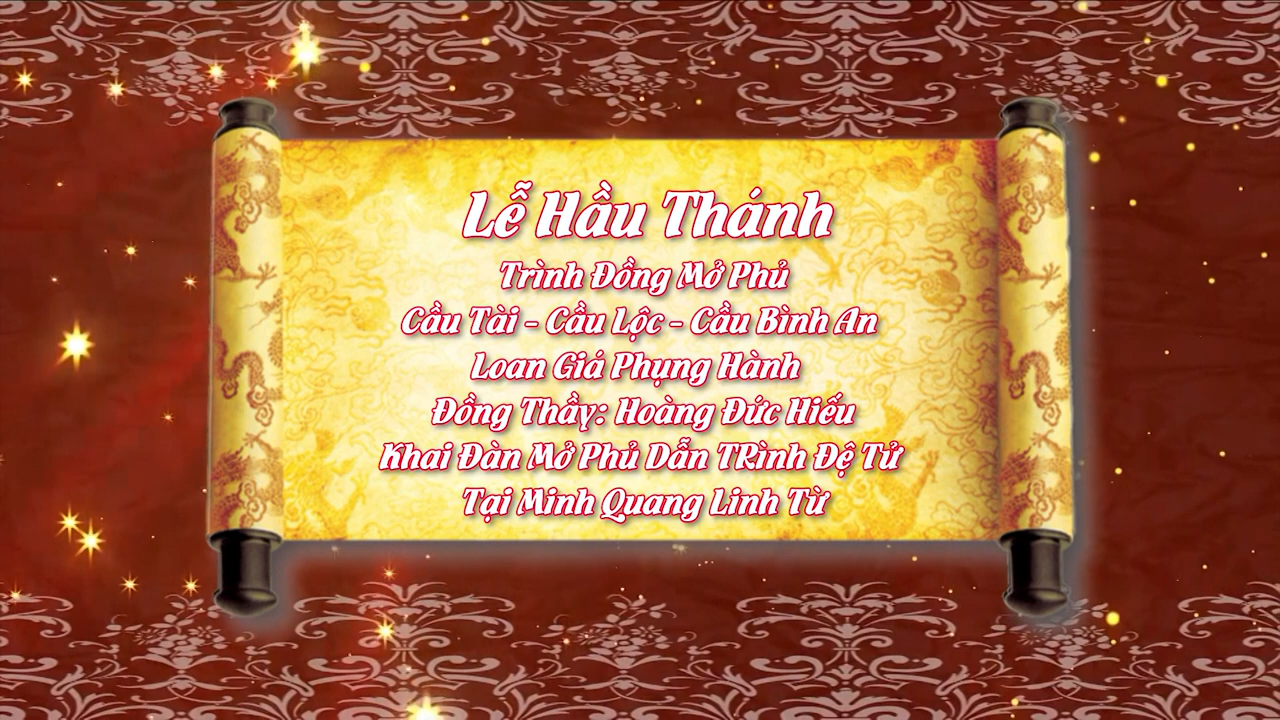 Lễ Hầu Thánh
Trình Đồng Mở Phủ
Cầu Tài - Cầu Lộc - Cầu Bình An
Loan Giá Phụng Hành
Đồng Thầy: Hoàng Đức Hiếu
Khai Đàn Mở Phủ Dẫn TRình Đệ Tử
Tại Minh Quang Linh Từ